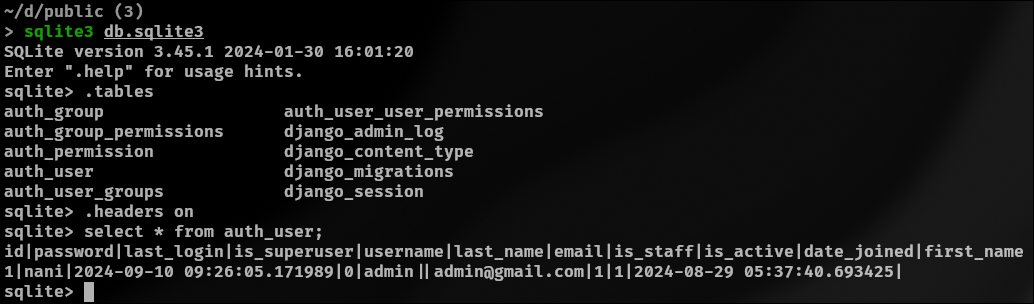 ~/d/public (3)
> sqlite3 db.sqlite3
SQLite version 3.45.1 2024-01-30 16:01:20
Enter ".help" for usage hints.
sqlite> .tables
auth_group                  auth_user_user_permissions
auth_group_permissions      django_admin_log
auth_permission             django_content_type
auth_user                   django_migrations
auth_user_groups            django_session
sqlite> .headers on
sqlite> select * from auth_user;
id|password|last_login|is_superuser|username|last_name|email|is_staff|is_active|date_joined|first_name
1|nani|2024-09-10 09:26:05.171989|0|admin||admin@gmail.com|1|1|2024-08-29 05:37:40.693425|
sqlite>